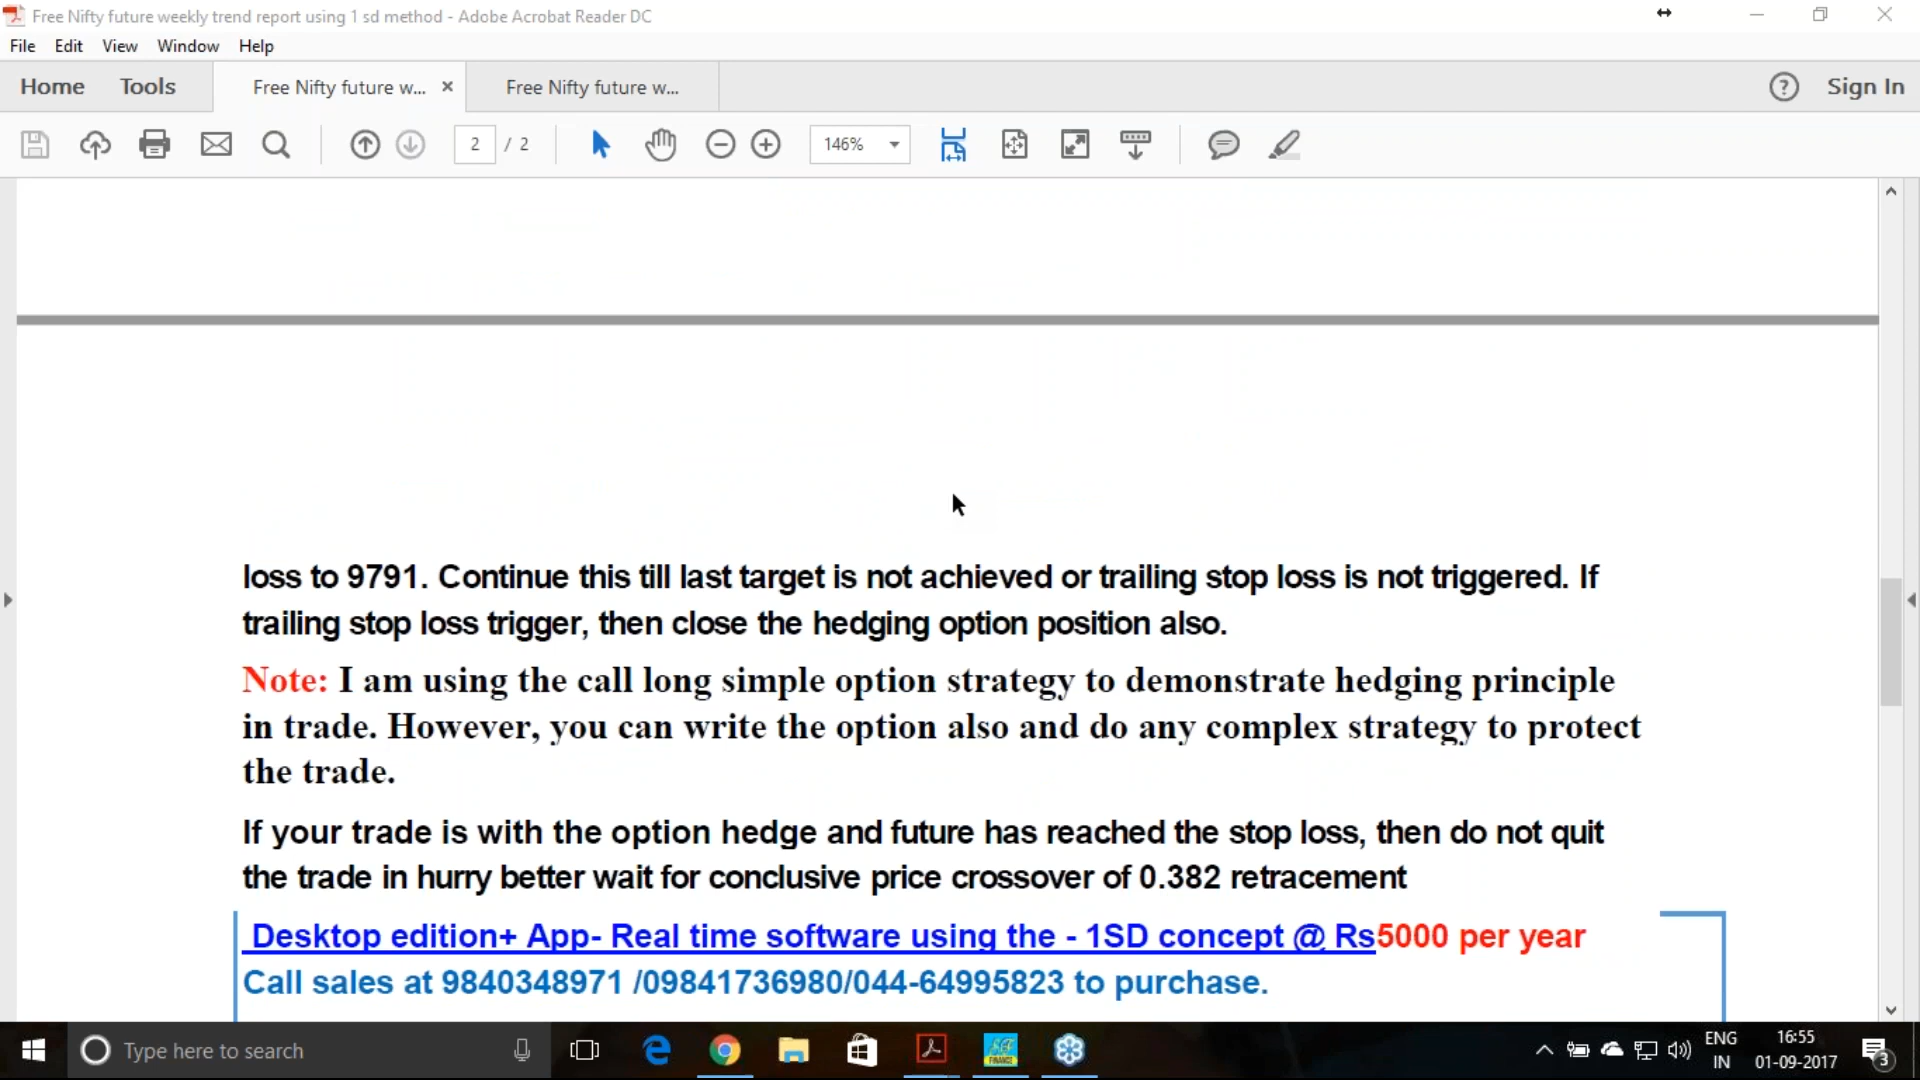 Free Nifty future weekly trend report using 1 sd method - Adobe Acrobat Reader DC
File Edit View Window Help
Home Tools Free Nifty future w... × Free Nifty future w... ? Sign In
2 / 2 146%
loss to 9791. Continue this till last target is not achieved or trailing stop loss is not triggered. If
trailing stop loss trigger, then close the hedging option position also.
Note: I am using the call long simple option strategy to demonstrate hedging principle
in trade. However, you can write the option also and do any complex strategy to protect
the trade.
If your trade is with the option hedge and future has reached the stop loss, then do not quit
the trade in hurry better wait for conclusive price crossover of 0.382 retracement
Desktop edition+ App- Real time software using the - 1SD concept @ Rs5000 per year
Call sales at 9840348971 /09841736980/044-64995823 to purchase.
Type here to search
FINANCE
ENG
IN
16:55
01-09-2017
3